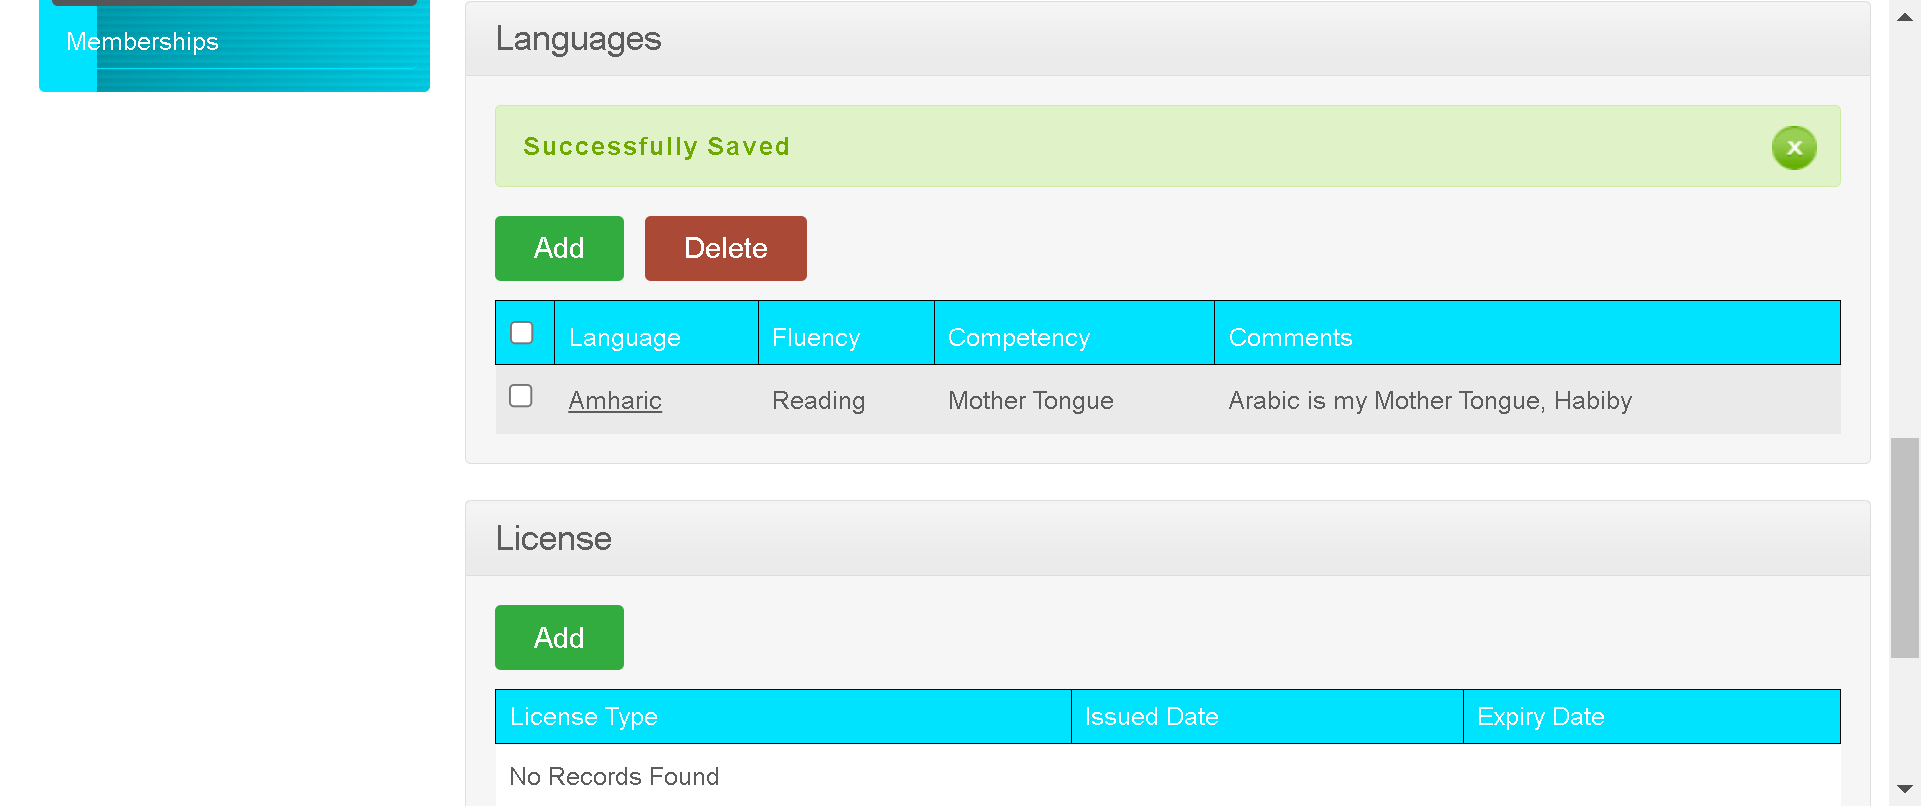 Memberships
Languages
Successfully Saved
x
Add Delete
Language Fluency Competency Comments
Amharic Reading Mother Tongue Arabic is my Mother Tongue, Habiby
License
Add
License Type Issued Date Expiry Date
No Records Found